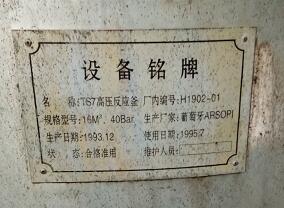 设备铭牌
名 称:TS7高压反应釜 厂内编号:H1902-01
规格型号:16M³、40Bar 生产厂家:葡萄牙ARSOPI
生产日期:1993.12 使用日期:1995.7
状 态:合格准用 维护人员: